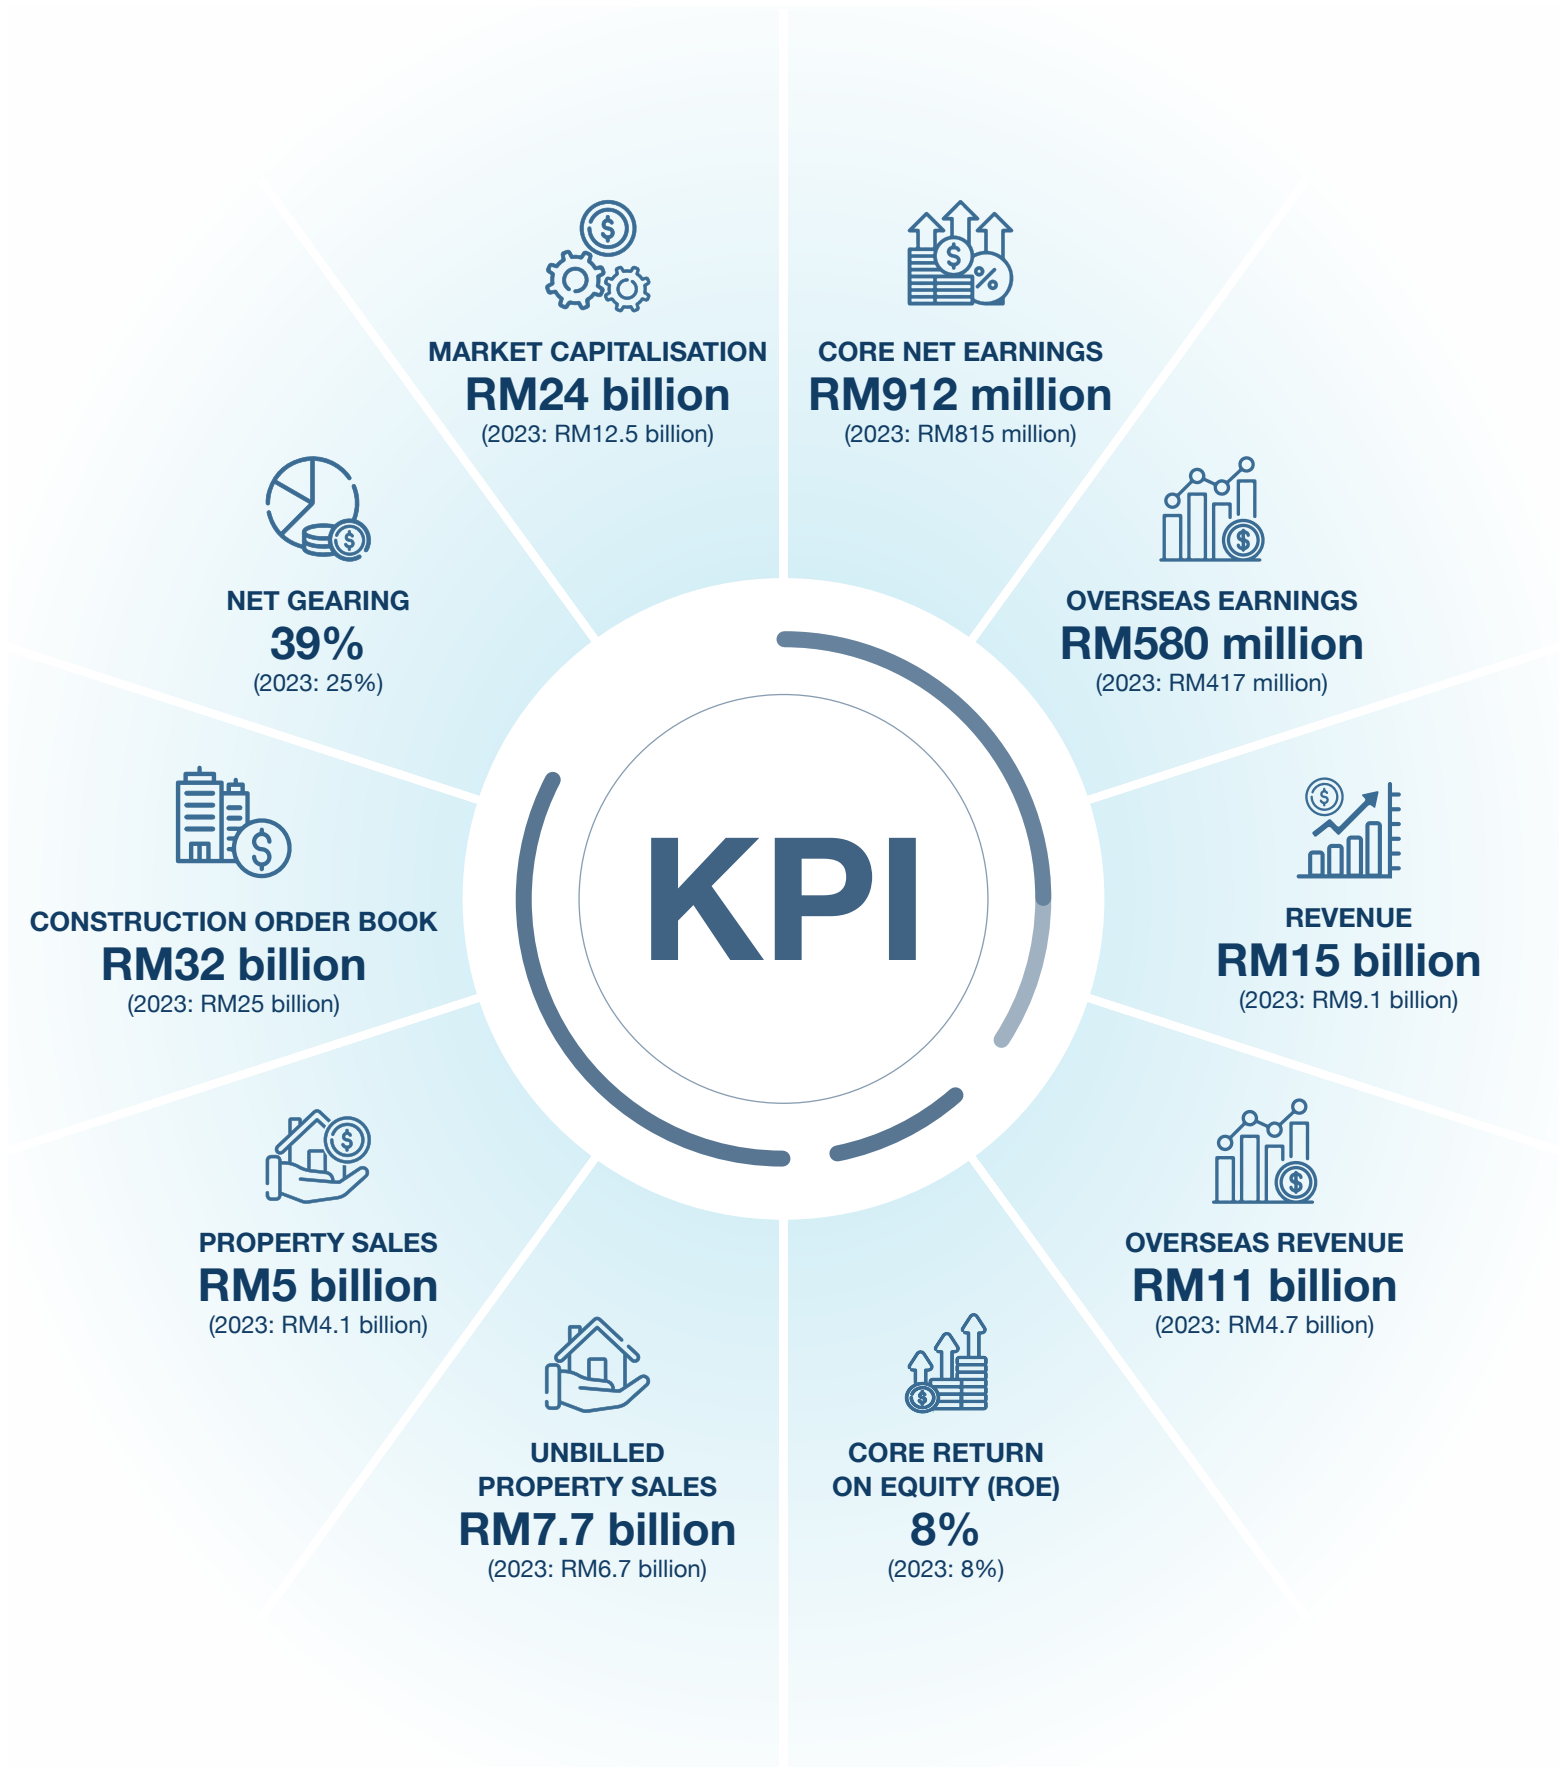 MARKET CAPITALISATION
RM24 billion
(2023: RM12.5 billion)
CORE NET EARNINGS
RM912 million
(2023: RM815 million)
NET GEARING
39%
(2023: 25%)
OVERSEAS EARNINGS
RM580 million
(2023: RM417 million)
CONSTRUCTION ORDER BOOK
RM32 billion
(2023: RM25 billion)
KPI
REVENUE
RM15 billion
(2023: RM9.1 billion)
PROPERTY SALES
RM5 billion
(2023: RM4.1 billion)
OVERSEAS REVENUE
RM11 billion
(2023: RM4.7 billion)
UNBILLED
PROPERTY SALES
RM7.7 billion
(2023: RM6.7 billion)
CORE RETURN
ON EQUITY (ROE)
8%
(2023: 8%)